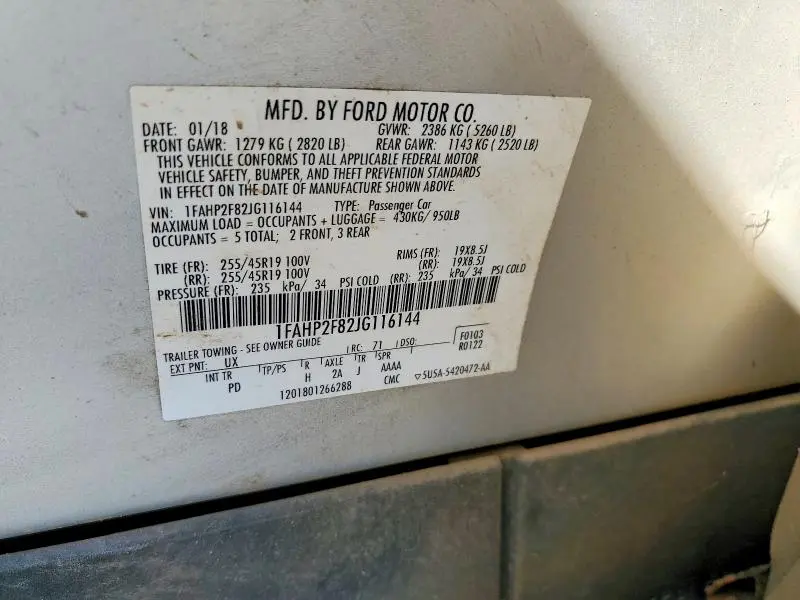 MFD. BY FORD MOTOR CO.
DATE: 01/18 GVWR: 2386 KG ( 5260 LB)
FRONT GAWR: 1279 KG ( 2820 LB) REAR GAWR: 1143 KG ( 2520 LB)
THIS VEHICLE CONFORMS TO ALL APPLICABLE FEDERAL MOTOR
VEHICLE SAFETY, BUMPER, AND THEFT PREVENTION STANDARDS
IN EFFECT ON THE DATE OF MANUFACTURE SHOWN ABOVE.
VIN: 1FAHP2F82JG116144 TYPE: Passenger Car
MAXIMUM LOAD = OCCUPANTS + LUGGAGE = 430KG/ 950LB
OCCUPANTS = 5 TOTAL; 2 FRONT, 3 REAR
TIRE (FR): 255/45R19 100V RIMS (FR): 19X8.5J
(RR): 255/45R19 100V (RR): 19X8.5J
PRESSURE (FR): 235 kPa/ 34 PSI COLD (RR): 235 kPa/ 34 PSI COLD
1FAHP2F82JG116144
TRAILER TOWING - SEE OWNER GUIDE
EXT PNT: UX RC: 71 DSO: F0103
R0122
INT TR TP/PS R AXLE TR SPR
PD H 2A J AAAA
1201801266288 CMC ▽5U5A-5420472-AA